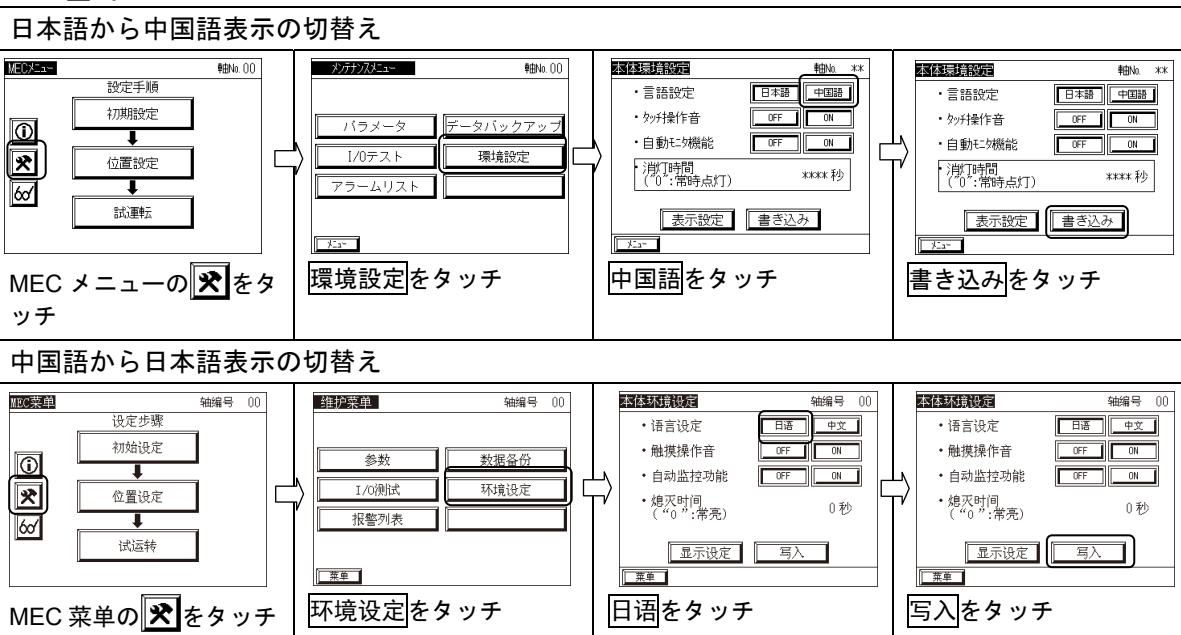 日本語から中国語表示の切替え
MECメニュー 軸No. 00
設定手順
初期設定
位置設定
試運転
MEC メニューの をタ
ッチ
メンテナンスメニュー 軸No. 00
パラメータ データバックアップ
I/Oテスト 環境設定
アラームリスト
メニュー
環境設定をタッチ
本体環境設定 軸No. **
・言語設定 日本語 中国語
・タッチ操作音 OFF ON
・自動モニタ機能 OFF ON
・消灯時間
("0":常時点灯) **** 秒
表示設定 書き込み
メニュー
中国語をタッチ
本体環境設定 軸No. **
・言語設定 日本語 中国語
・タッチ操作音 OFF ON
・自動モニタ機能 OFF ON
・消灯時間
("0":常時点灯) **** 秒
表示設定 書き込み
メニュー
書き込みをタッチ
中国語から日本語表示の切替え
MEC菜单 轴编号 00
设定步骤
初始设定
位置设定
试运转
MEC 菜单の をタッチ
维护菜单 轴编号 00
参数 数据备份
I/O测试 环境设定
报警列表
菜单
环境设定をタッチ
本体环境设定 轴编号 00
・语言设定 日语 中文
・触摸操作音 OFF ON
・自动监控功能 OFF ON
・熄灭时间
(“0”:常亮) 0 秒
显示设定 写入
菜单
日语をタッチ
本体环境设定 轴编号 00
・语言设定 日语 中文
・触摸操作音 OFF ON
・自动监控功能 OFF ON
・熄灭时间
(“0”:常亮) 0 秒
显示设定 写入
菜单
写入をタッチ